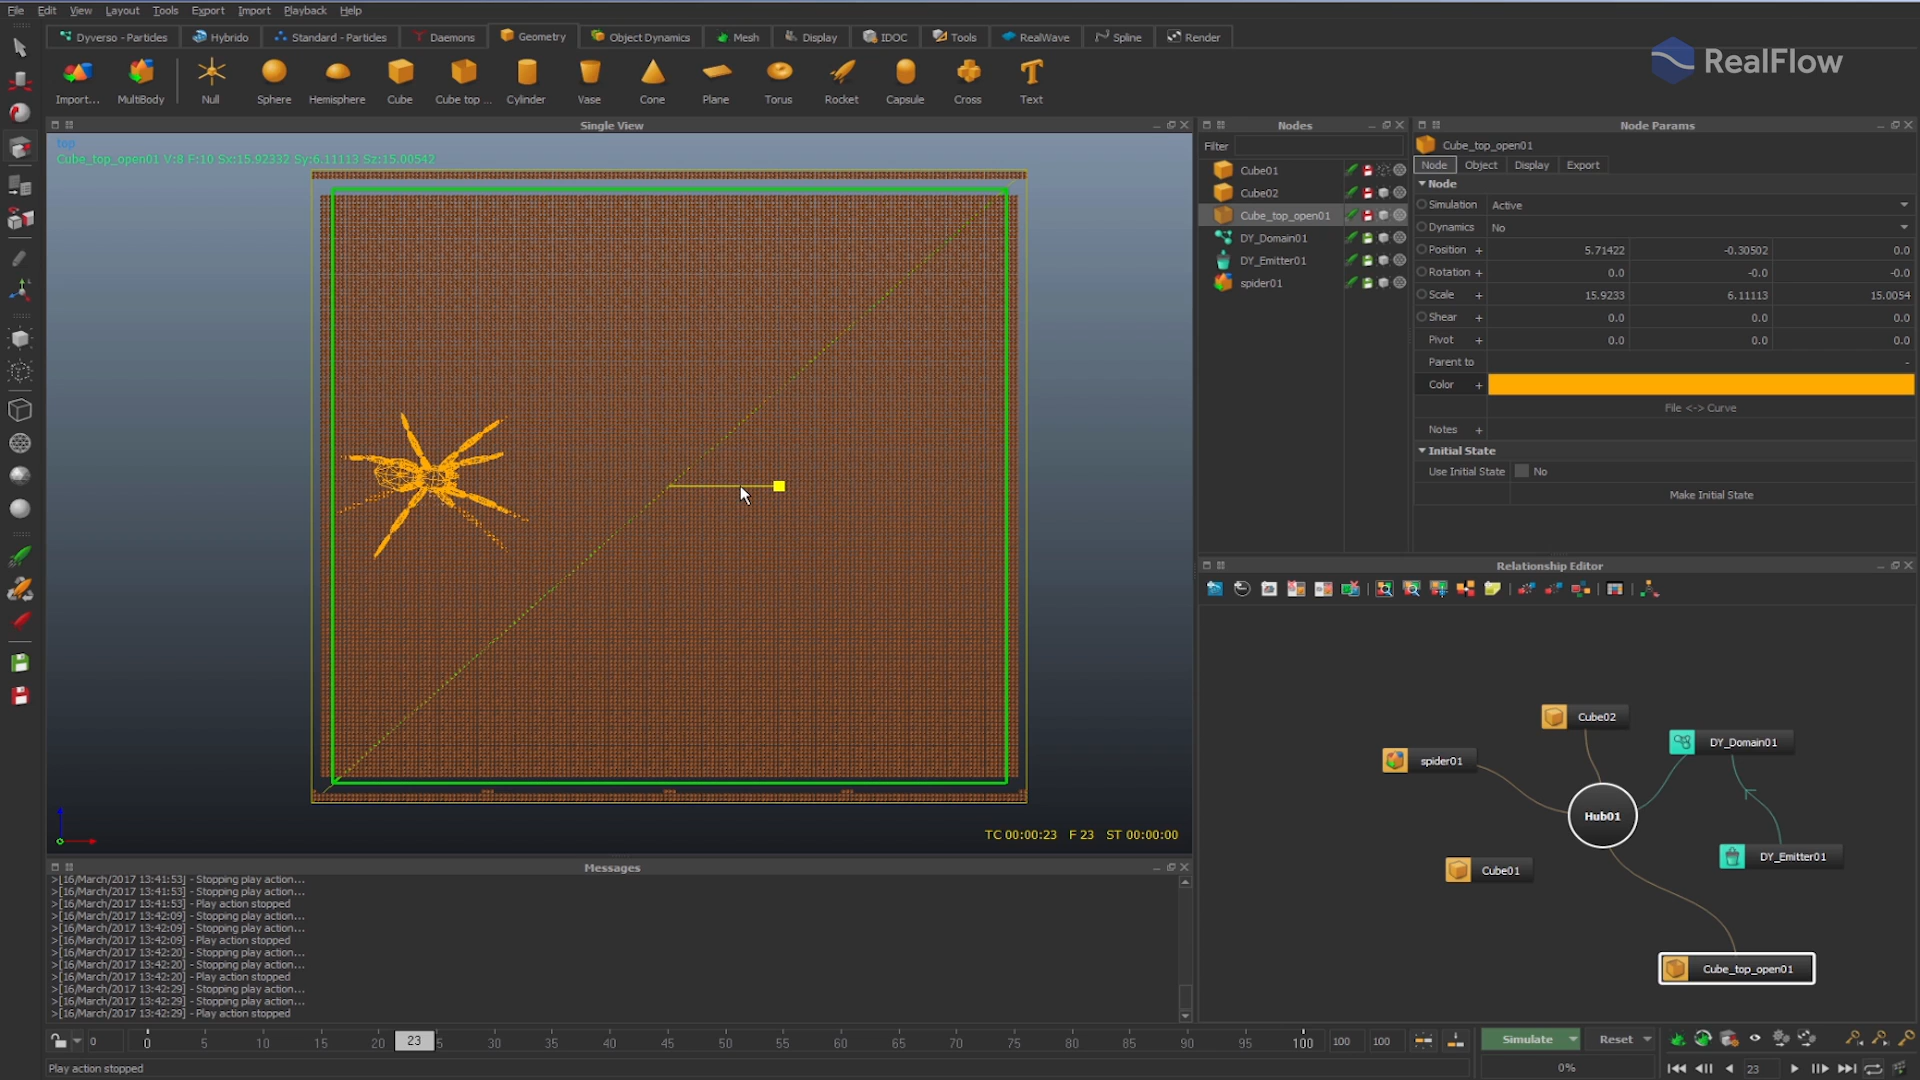 File Edit View Layout Tools Export Import Playback Help
Dyverso - Particles Hybrido Standard - Particles Daemons Geometry Object Dynamics Mesh Display IDOC Tools RealWave Spline Render
RealFlow
Import... MultiBody Null Sphere Hemisphere Cube Cube top ... Cylinder Vase Cone Plane Torus Rocket Capsule Cross Text
Single View
top
Cube_top_open01 V:8 F:10 Sx:15.92332 Sy:6.11113 Sz:15.00542
TC 00:00:23 F 23 ST 00:00:00
Nodes
Filter
Cube01
Cube02
Cube_top_open01
DY_Domain01
DY_Emitter01
spider01
Node Params
Cube_top_open01
Node Object Display Export
Node
Simulation Active
Dynamics No
Position + 5.71422 -0.30502 0.0
Rotation + 0.0 -0.0 -0.0
Scale + 15.9233 6.11113 15.0054
Shear + 0.0 0.0 0.0
Pivot + 0.0 0.0 0.0
Parent to -
Color +
File <-> Curve
Notes +
Initial State
Use Initial State No
Make Initial State
Relationship Editor
Cube02
DY_Domain01
spider01
Hub01
DY_Emitter01
Cube01
Cube_top_open01
Messages
>[16/March/2017 13:41:53] - Stopping play action...
>[16/March/2017 13:41:53] - Stopping play action...
>[16/March/2017 13:41:53] - Play action stopped
>[16/March/2017 13:42:09] - Stopping play action...
>[16/March/2017 13:42:09] - Stopping play action...
>[16/March/2017 13:42:09] - Play action stopped
>[16/March/2017 13:42:20] - Stopping play action...
>[16/March/2017 13:42:20] - Stopping play action...
>[16/March/2017 13:42:20] - Play action stopped
>[16/March/2017 13:42:29] - Stopping play action...
>[16/March/2017 13:42:29] - Stopping play action...
>[16/March/2017 13:42:29] - Play action stopped
0 0 5 10 15 20 23 5 30 35 40 45 50 55 60 65 70 75 80 85 90 95 100 100 100
Simulate Reset
Play action stopped
0%
23